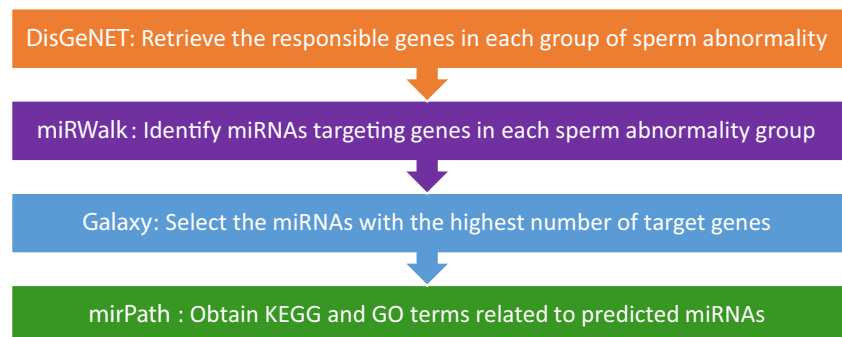 DisGeNET: Retrieve the responsible genes in each group of sperm abnormality
miRWalk : Identify miRNAs targeting genes in each sperm abnormality group
Galaxy: Select the miRNAs with the highest number of target genes
mirPath : Obtain KEGG and GO terms related to predicted miRNAs